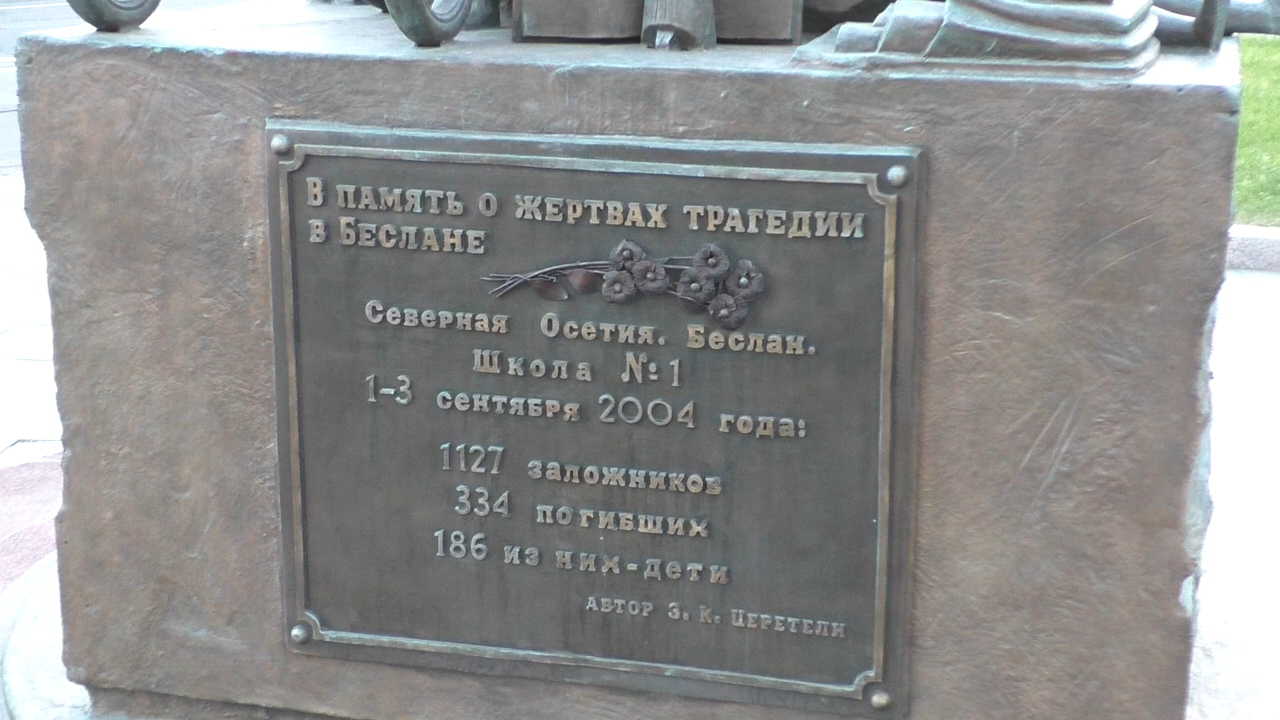 В ПАМЯТЬ О ЖЕРТВАХ ТРАГЕДИИ
в Беслане
Северная Осетия. Беслан.
Школа №1
1-3 сентября 2004 года:
1127 заложников
334 погибших
186 из них-дети
АВТОР З. К. ЦЕРЕТЕЛИ